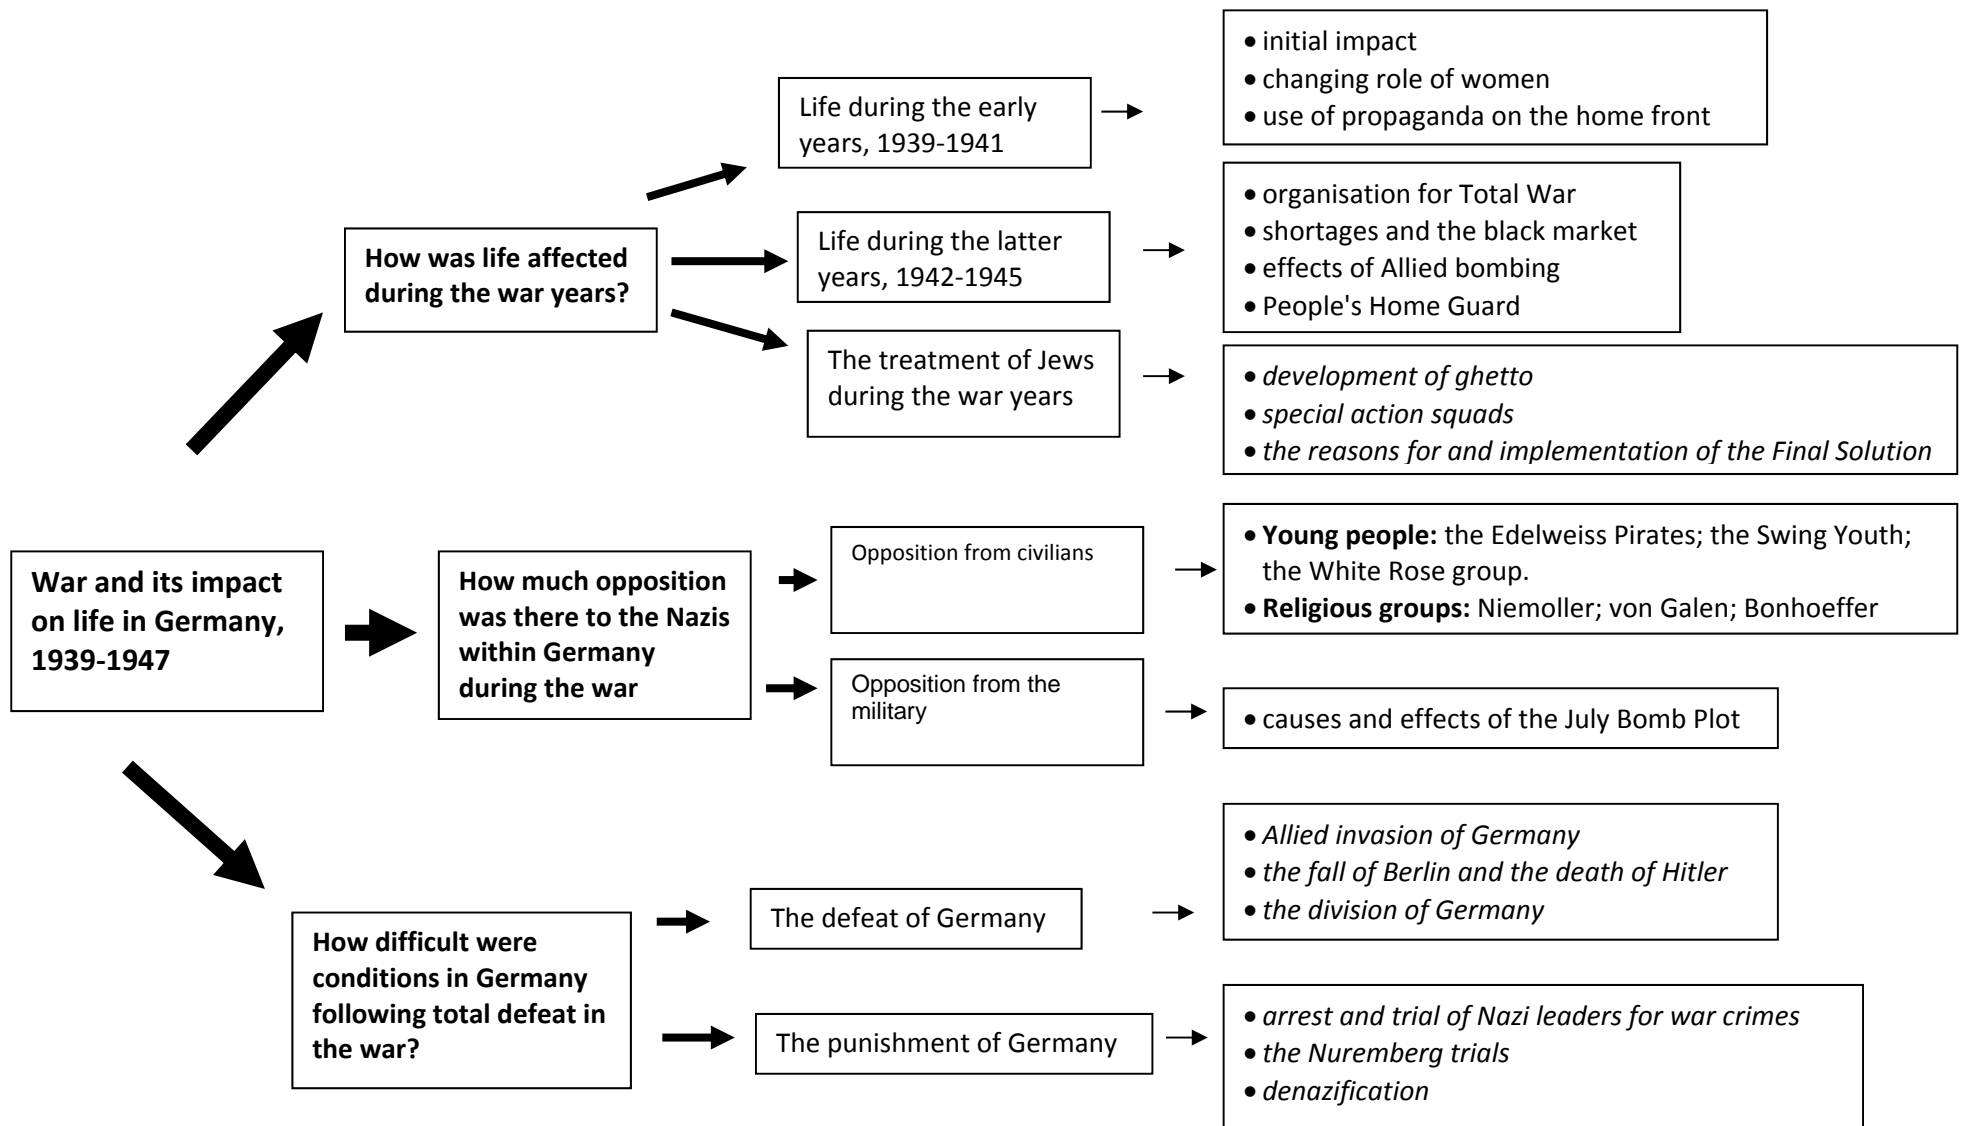 War and its impact
on life in Germany,
1939-1947
How was life affected
during the war years?
Life during the early
years, 1939-1941
• initial impact
• changing role of women
• use of propaganda on the home front
Life during the latter
years, 1942-1945
• organisation for Total War
• shortages and the black market
• effects of Allied bombing
• People's Home Guard
The treatment of Jews
during the war years
• development of ghetto
• special action squads
• the reasons for and implementation of the Final Solution
How much opposition
was there to the Nazis
within Germany
during the war
Opposition from civilians
• Young people: the Edelweiss Pirates; the Swing Youth;
the White Rose group.
• Religious groups: Niemoller; von Galen; Bonhoeffer
Opposition from the
military
• causes and effects of the July Bomb Plot
How difficult were
conditions in Germany
following total defeat in
the war?
The defeat of Germany
• Allied invasion of Germany
• the fall of Berlin and the death of Hitler
• the division of Germany
The punishment of Germany
• arrest and trial of Nazi leaders for war crimes
• the Nuremberg trials
• denazification